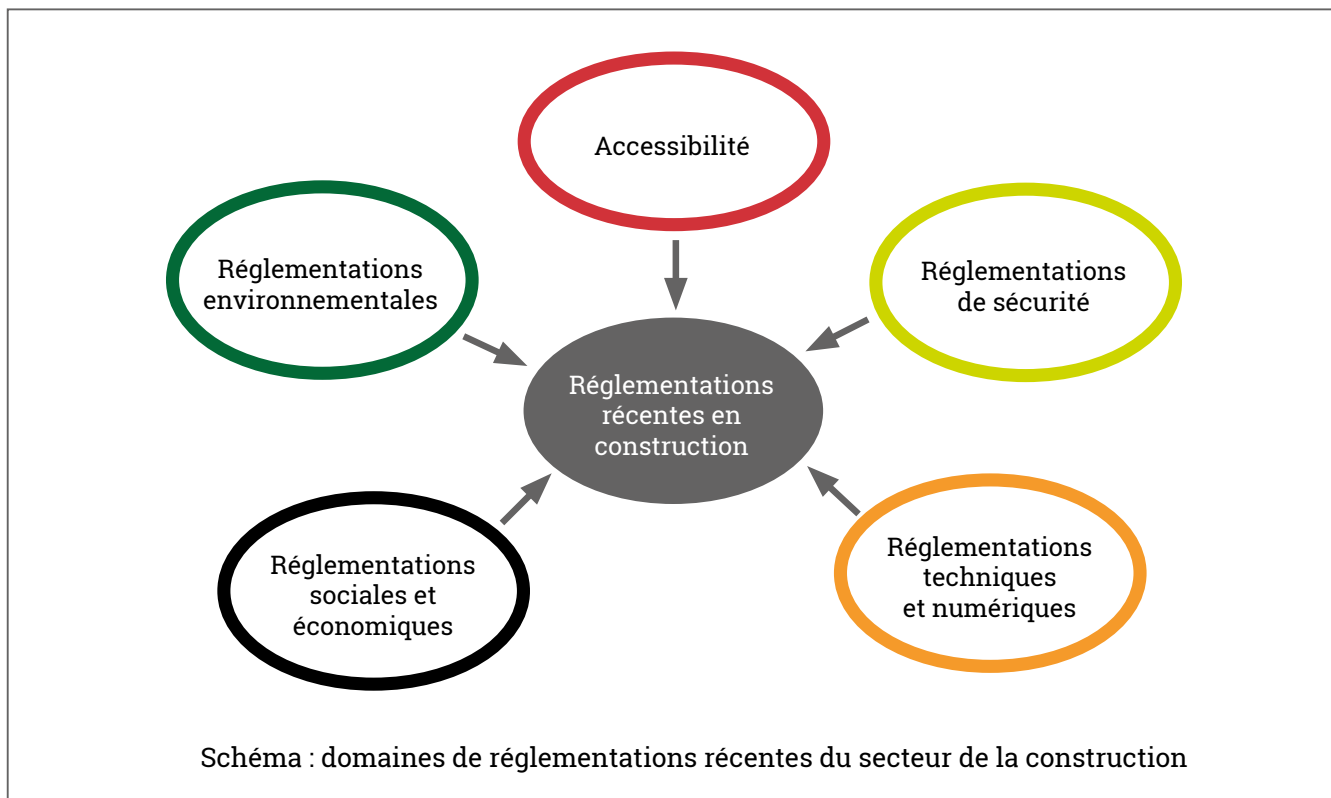 Accessibilité
Réglementations
environnementales
Réglementations
de sécurité
Réglementations
récentes en
construction
Réglementations
sociales et
économiques
Réglementations
techniques
et numériques
Schéma : domaines de réglementations récentes du secteur de la construction